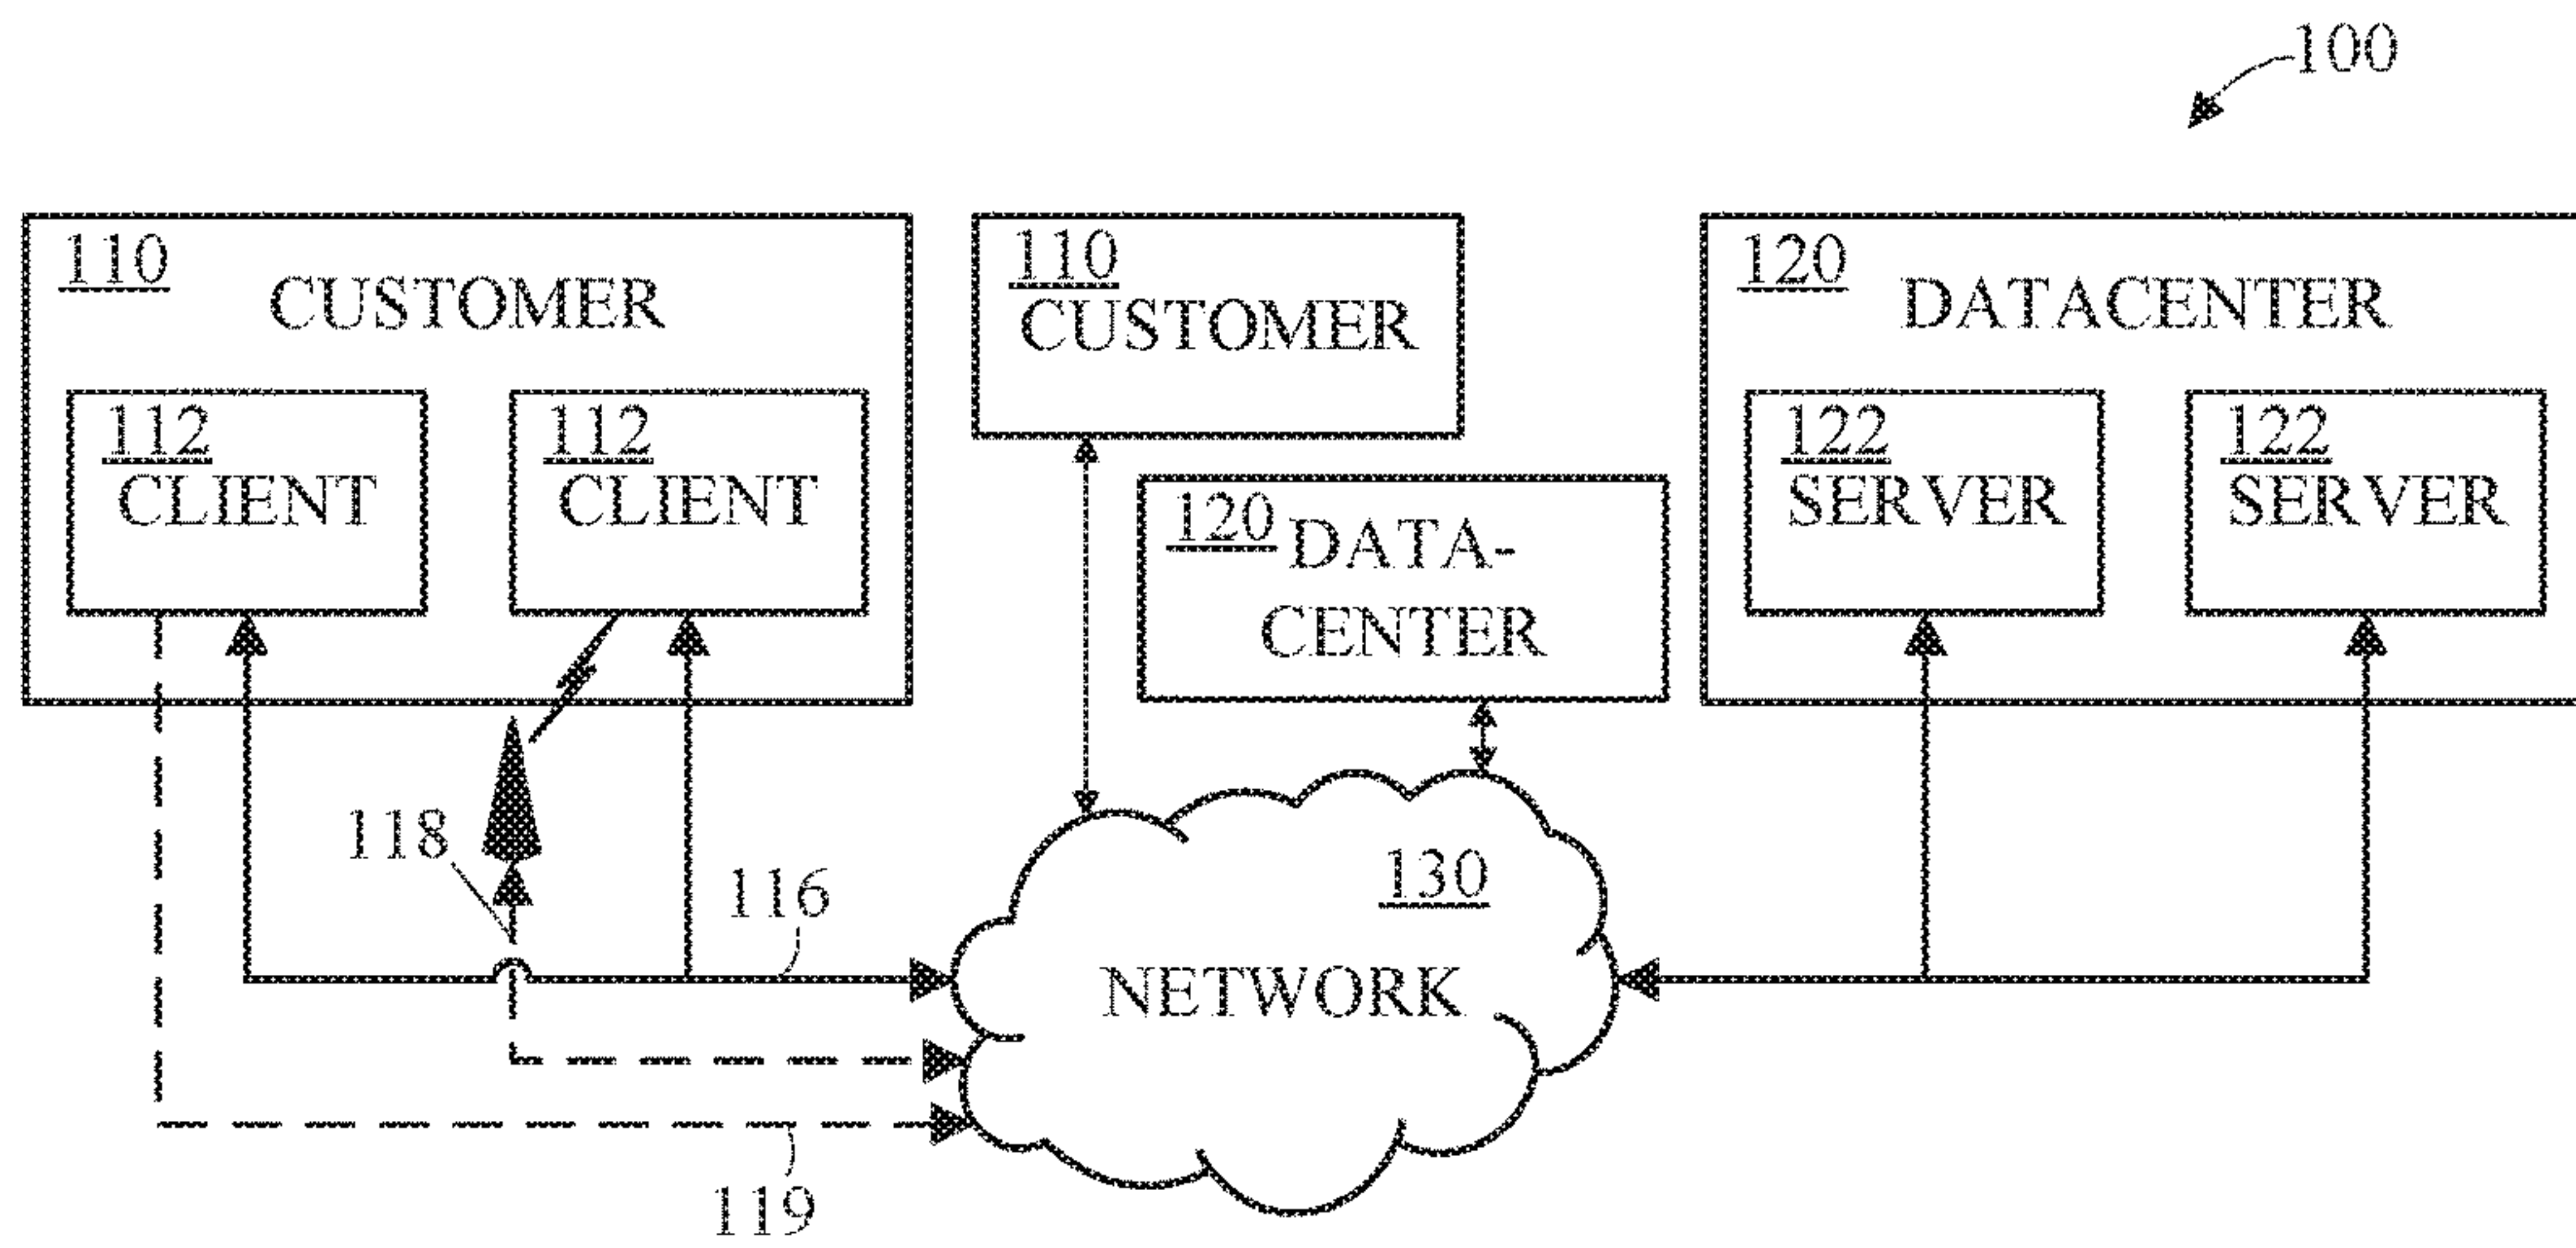 100
110
CUSTOMER
112
CLIENT
112
CLIENT
110
CUSTOMER
120
DATA-
CENTER
120
DATACENTER
122
SERVER
122
SERVER
118
116
130
NETWORK
119